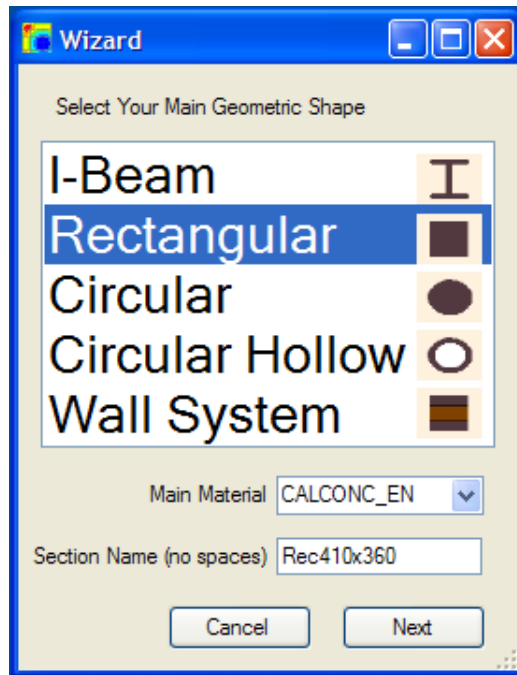 Wizard
Select Your Main Geometric Shape
I-Beam
Rectangular
Circular
Circular Hollow
Wall System
Main Material CALCONC_EN
Section Name (no spaces) Rec410x360
Cancel Next